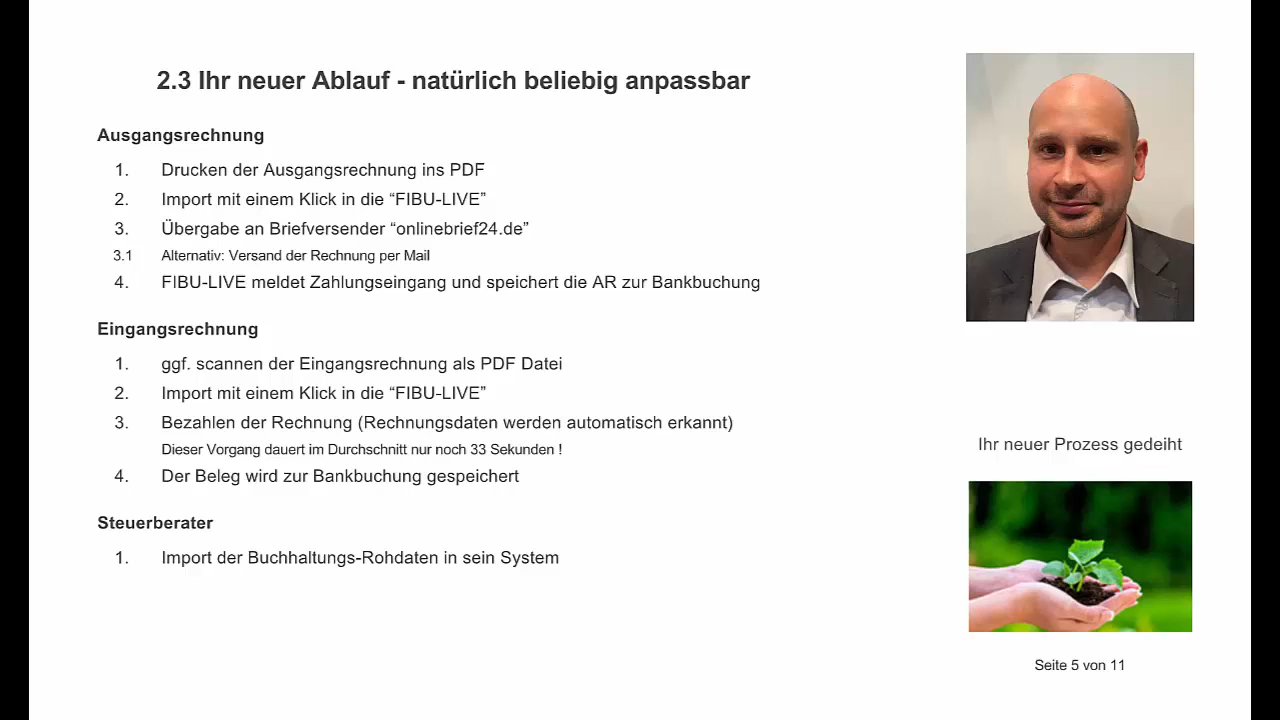 2.3 Ihr neuer Ablauf - natürlich beliebig anpassbar
Ausgangsrechnung
1. Drucken der Ausgangsrechnung ins PDF
2. Import mit einem Klick in die “FIBU-LIVE”
3. Übergabe an Briefversender “onlinebrief24.de”
3.1 Alternativ: Versand der Rechnung per Mail
4. FIBU-LIVE meldet Zahlungseingang und speichert die AR zur Bankbuchung
Eingangsrechnung
1. ggf. scannen der Eingangsrechnung als PDF Datei
2. Import mit einem Klick in die “FIBU-LIVE”
3. Bezahlen der Rechnung (Rechnungsdaten werden automatisch erkannt)
Dieser Vorgang dauert im Durchschnitt nur noch 33 Sekunden !
4. Der Beleg wird zur Bankbuchung gespeichert
Steuerberater
1. Import der Buchhaltungs-Rohdaten in sein System
Ihr neuer Prozess gedeiht
Seite 5 von 11